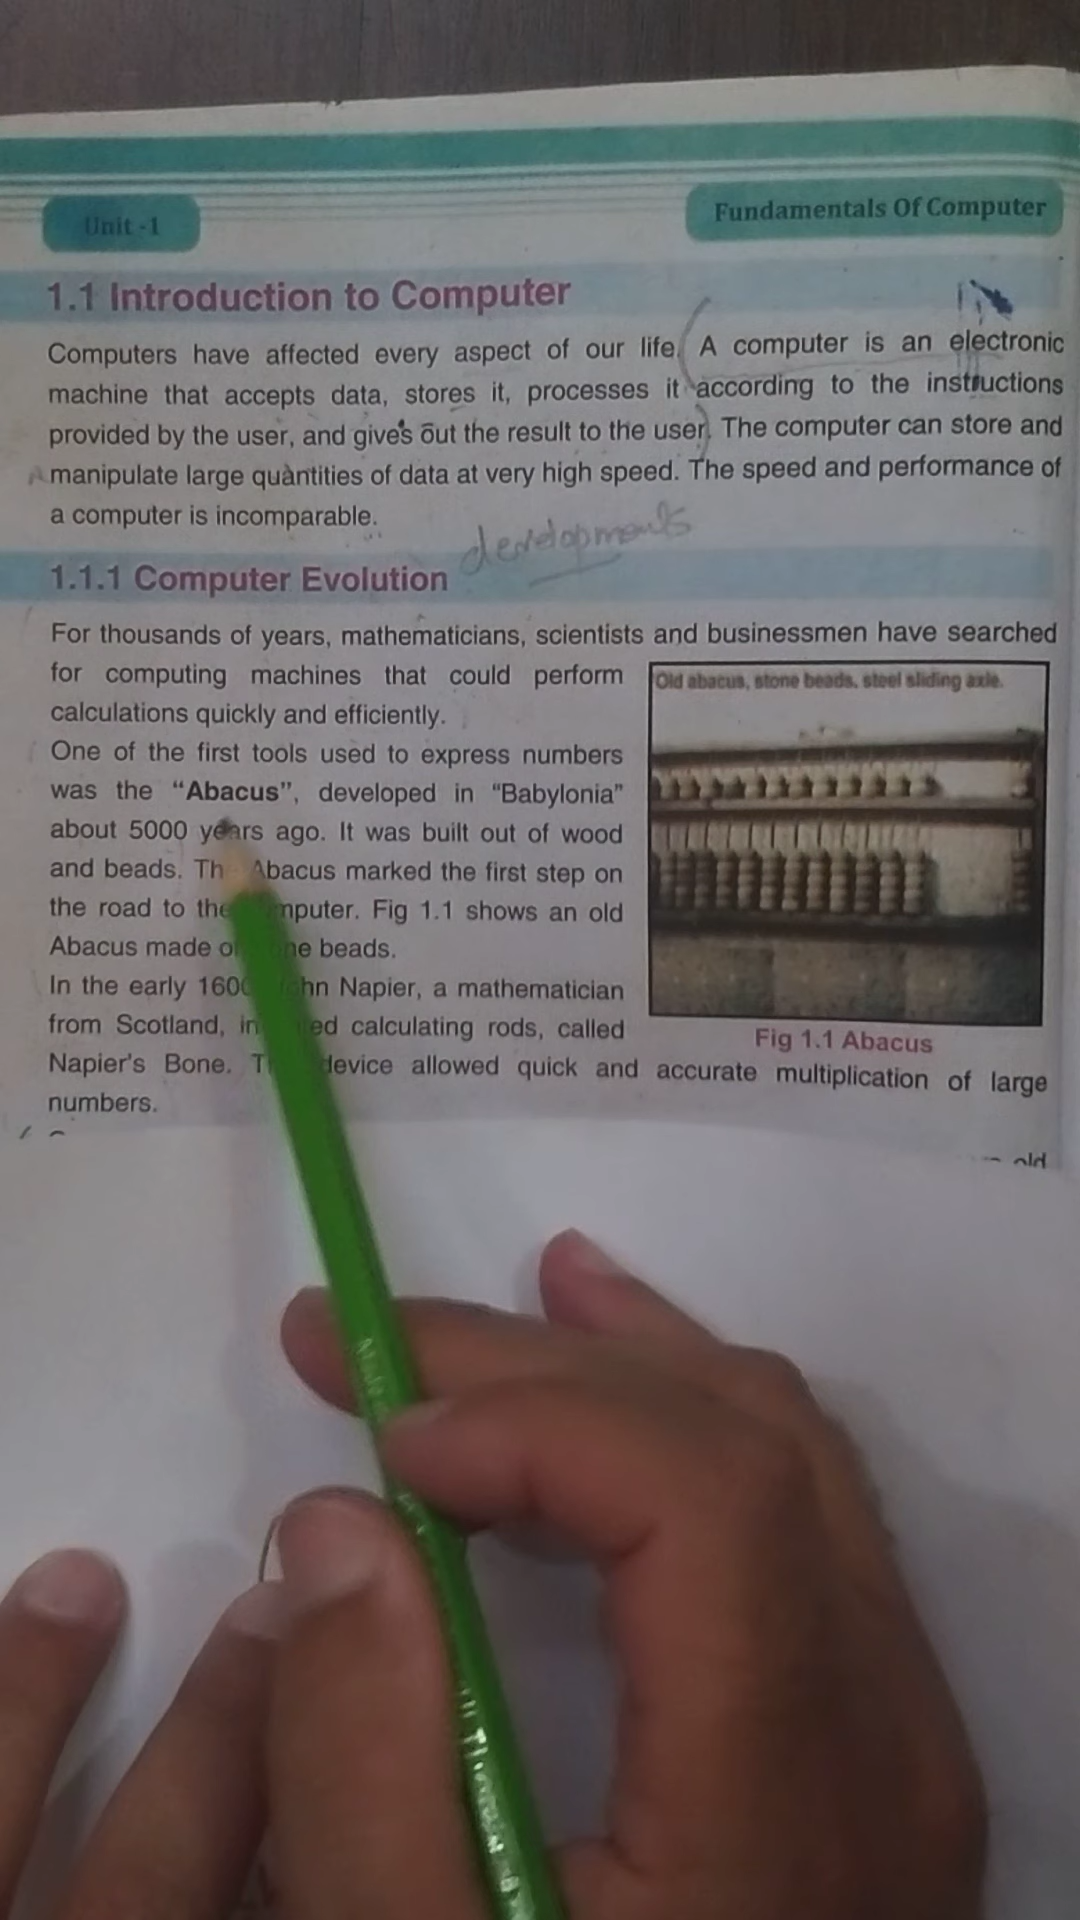 Unit -1
Fundamentals Of Computer
1.1 Introduction to Computer
Computers have affected every aspect of our life. A computer is an electronic
machine that accepts data, stores it, processes it according to the instructions
provided by the user, and gives out the result to the user. The computer can store and
manipulate large quantities of data at very high speed. The speed and performance of
a computer is incomparable.
developments
1.1.1 Computer Evolution
For thousands of years, mathematicians, scientists and businessmen have searched
for computing machines that could perform
calculations quickly and efficiently.
One of the first tools used to express numbers
was the “Abacus”, developed in “Babylonia”
about 5000 years ago. It was built out of wood
and beads. Th Abacus marked the first step on
the road to the mputer. Fig 1.1 shows an old
Abacus made o ne beads.
In the early 160 hn Napier, a mathematician
from Scotland, in ed calculating rods, called
Napier's Bone. T device allowed quick and accurate multiplication of large
numbers.
Old abacus, stone beads, steel sliding axle.
Fig 1.1 Abacus
old